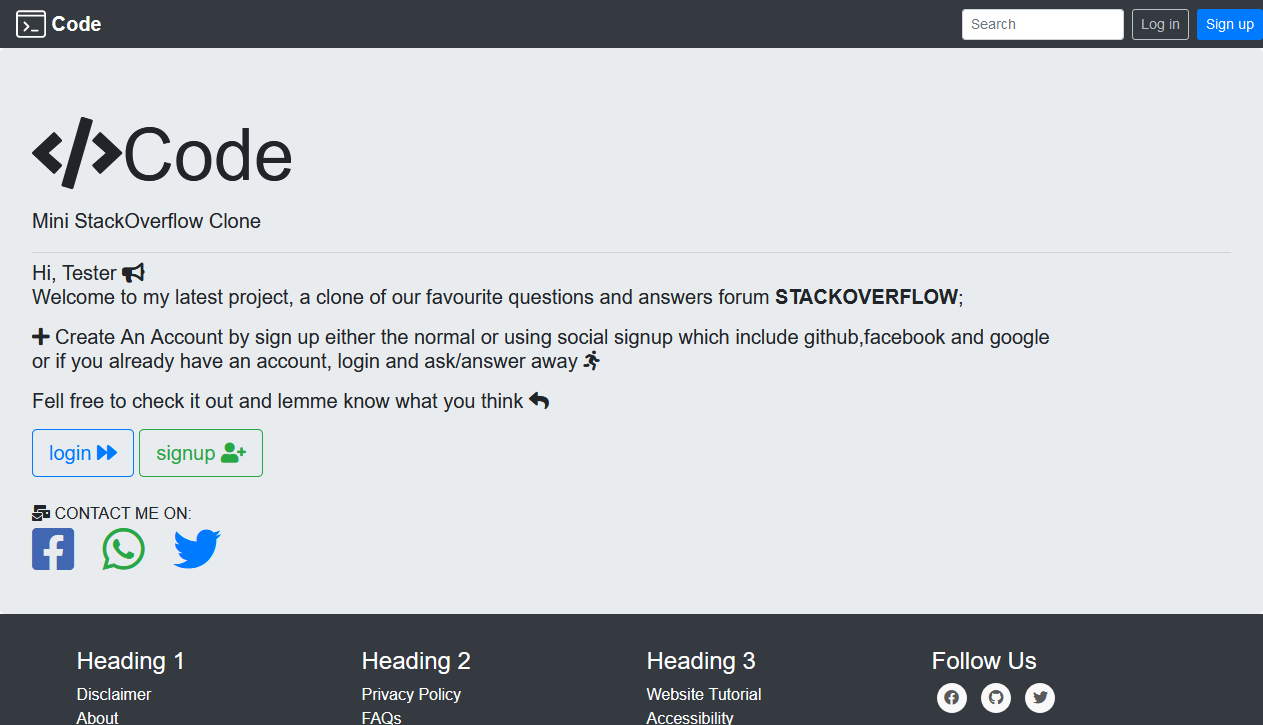 Code
Search
Log in
Sign up
Code
Mini StackOverflow Clone
Hi, Tester
Welcome to my latest project, a clone of our favourite questions and answers forum STACKOVERFLOW;
Create An Account by sign up either the normal or using social signup which include github,facebook and google
or if you already have an account, login and ask/answer away
Fell free to check it out and lemme know what you think
login
signup
CONTACT ME ON:
Heading 1
Heading 2
Heading 3
Follow Us
Disclaimer
Privacy Policy
Website Tutorial
About
FAQs
Accessibility